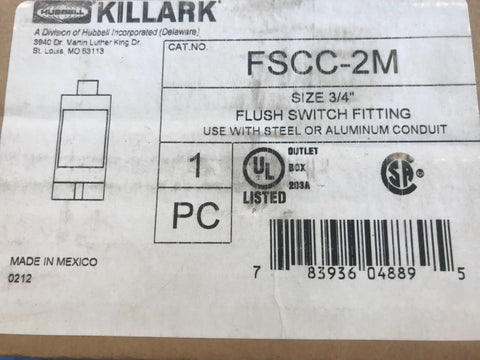 HUBBELL KILLARK®
A Division of Hubbell Incorporated (Delaware)
3940 Dr. Martin Luther King Dr.
St. Louis, MO 63113
CAT.NO.
FSCC-2M
SIZE 3/4"
FLUSH SWITCH FITTING
USE WITH STEEL OR ALUMINUM CONDUIT
1
PC
UL
LISTED
OUTLET
BOX
203A
SA
MADE IN MEXICO
0212
7 83936 04889 5